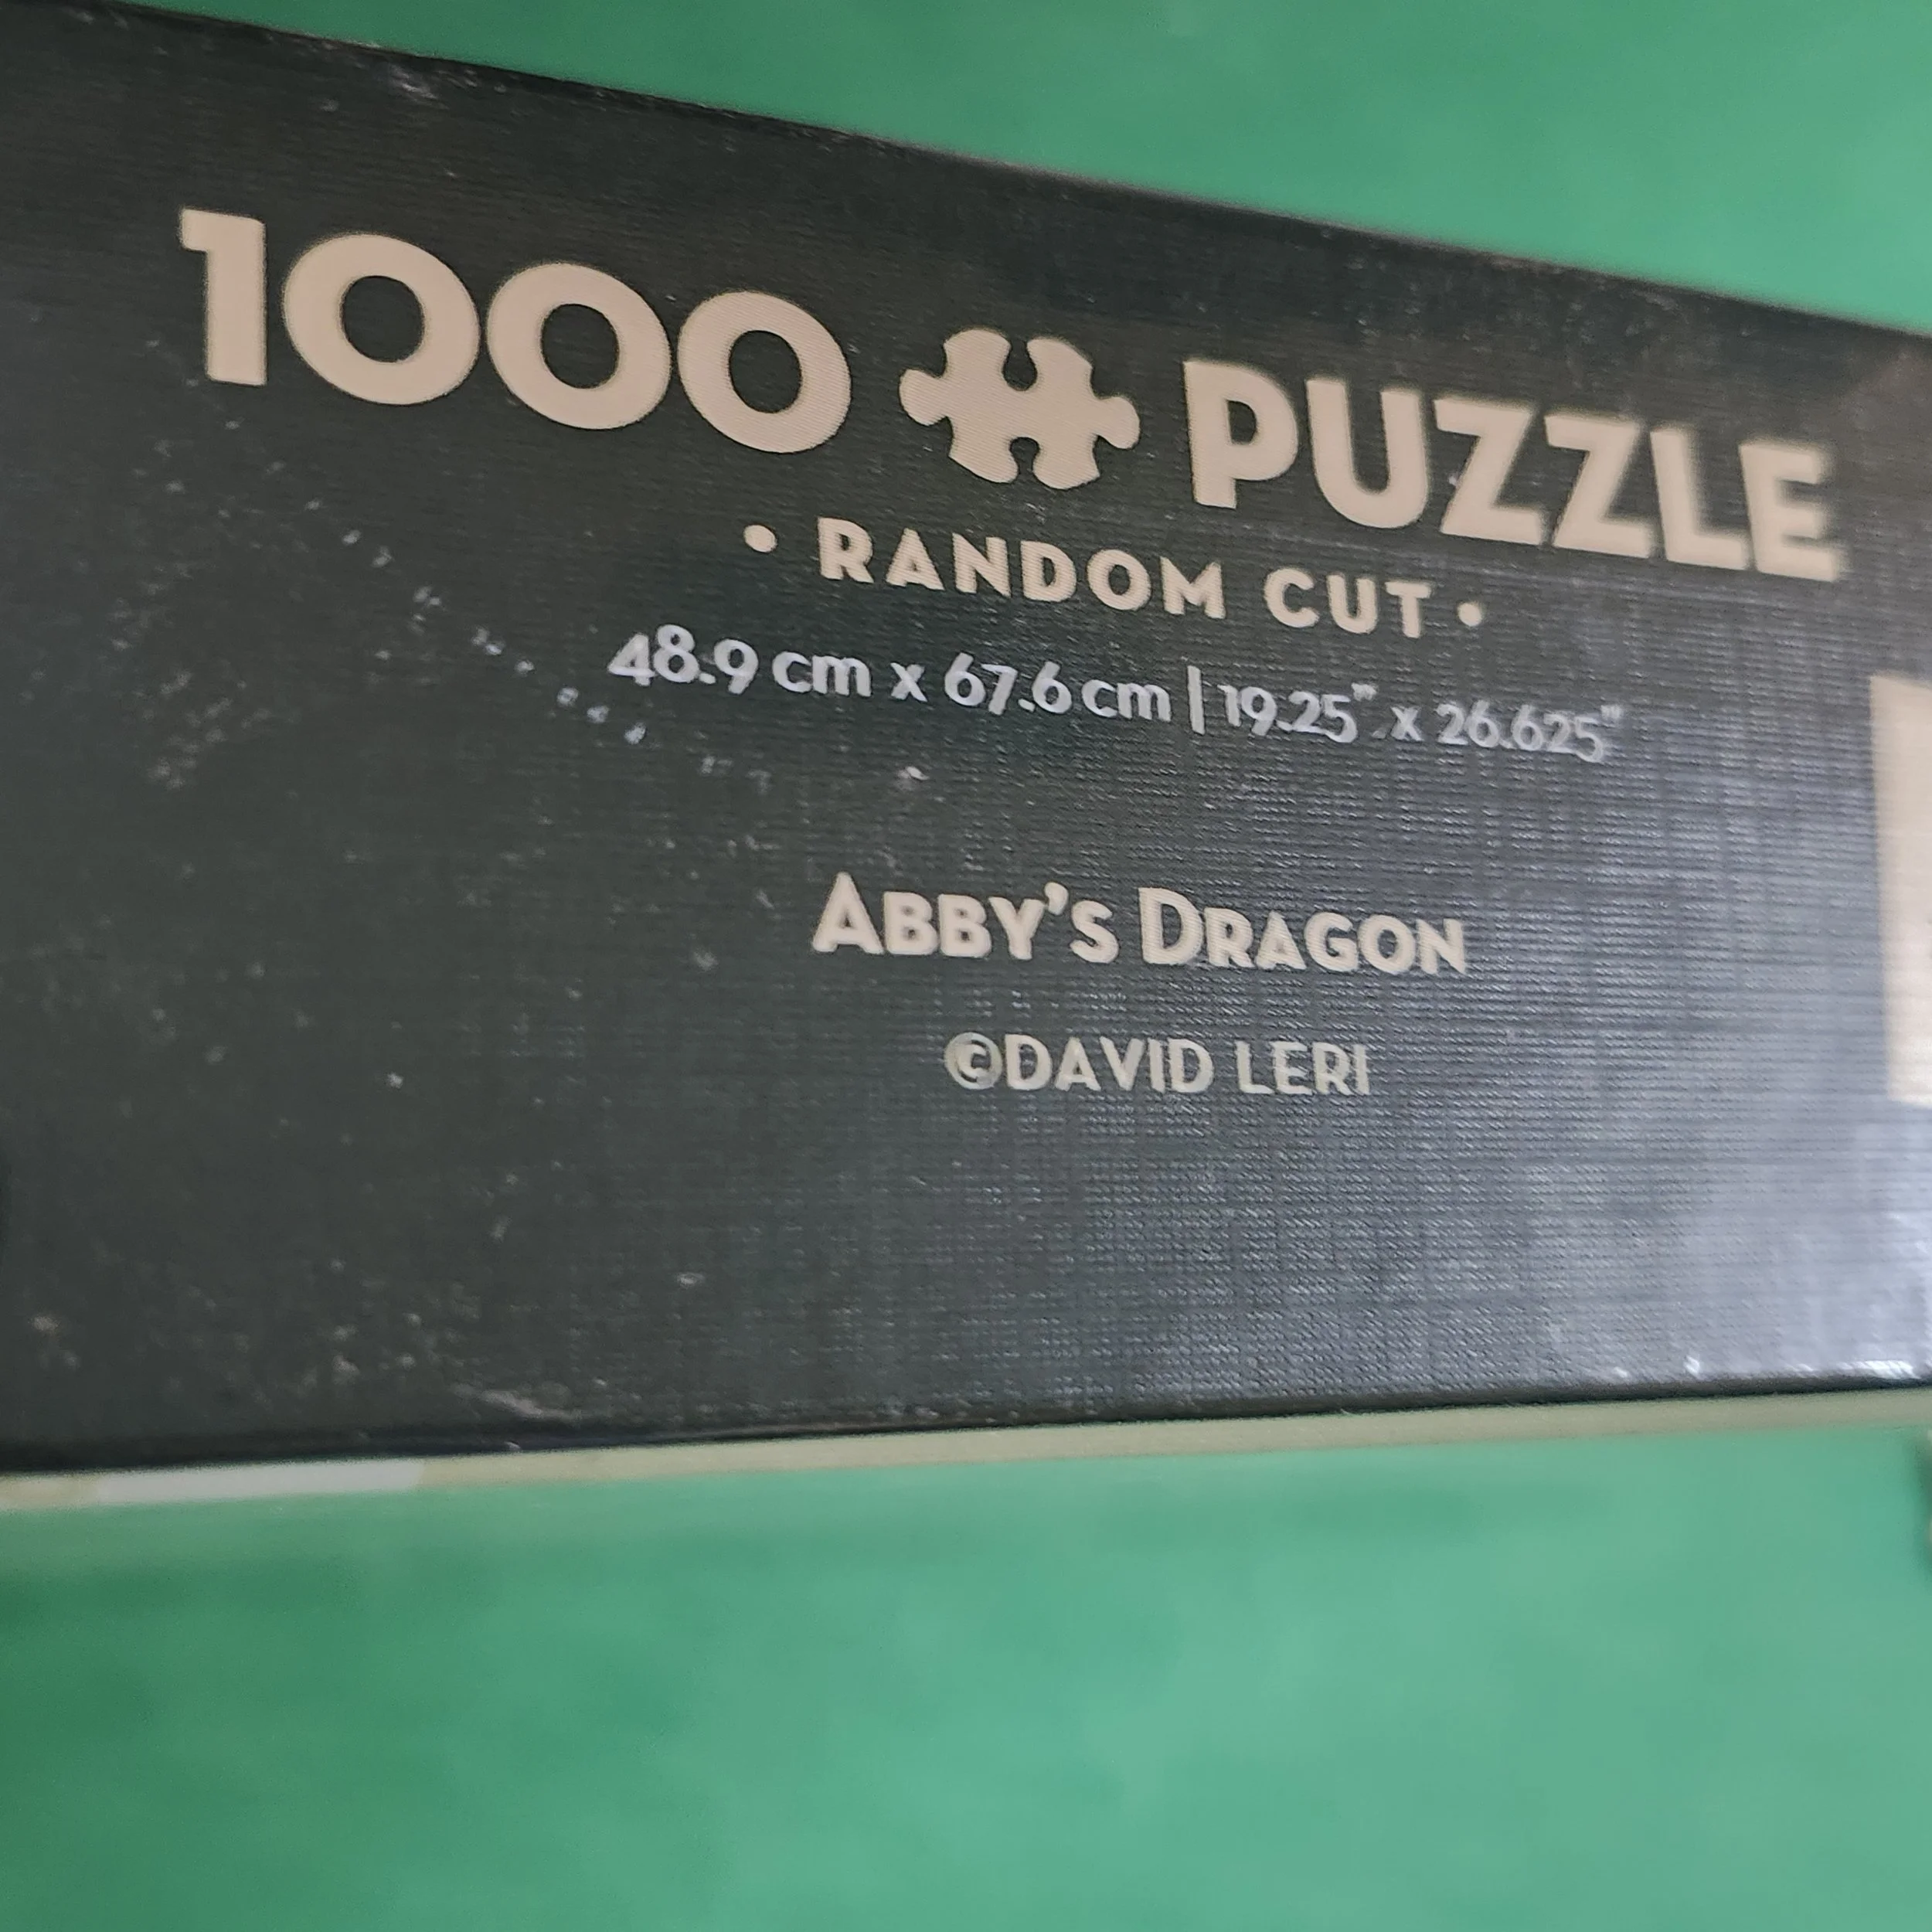 1000 PUZZLE
• RANDOM CUT •
48.9 cm x 67.6 cm | 19.25" x 26.625"
ABBY'S DRAGON
©DAVID LERI